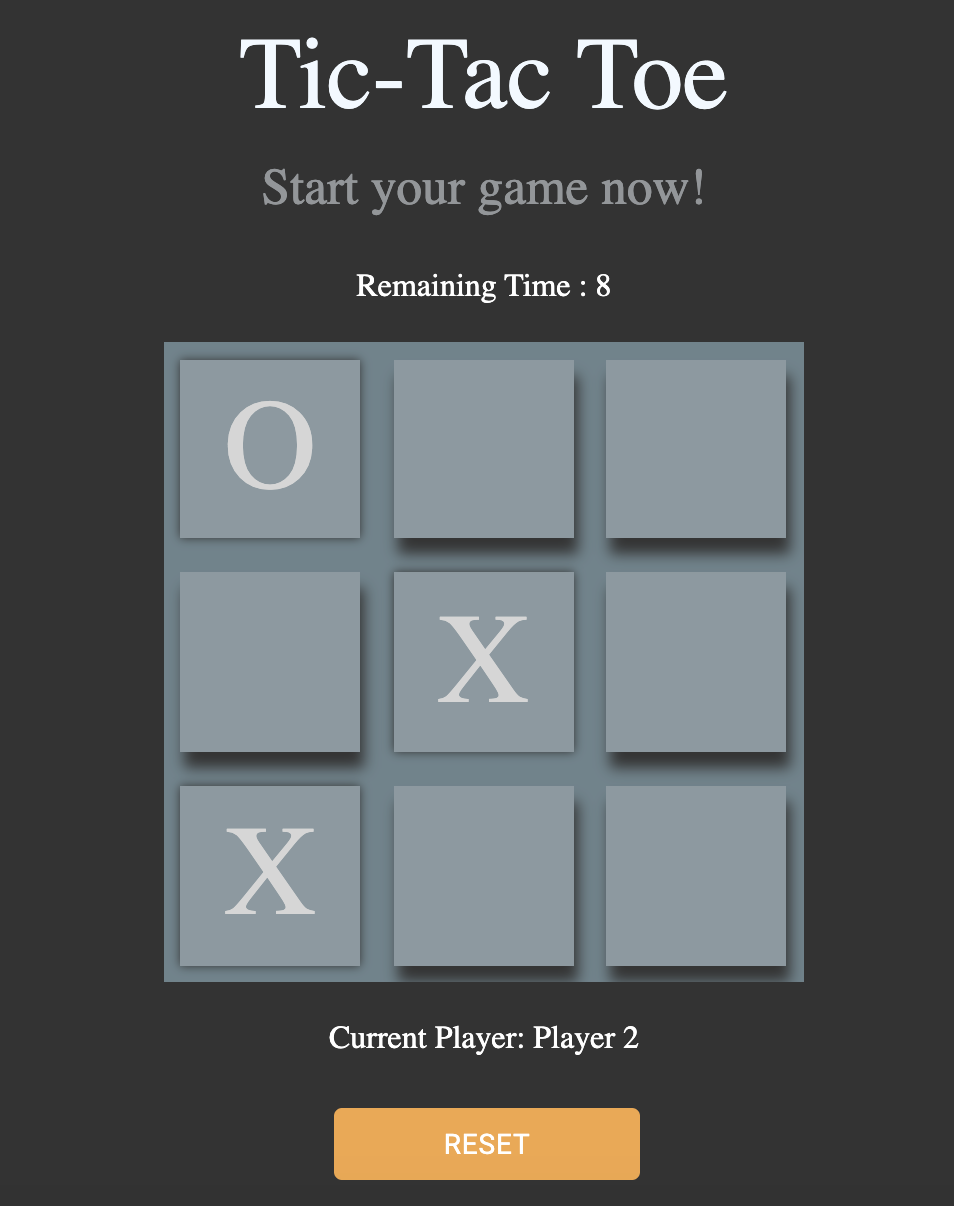 Tic-Tac Toe
Start your game now!
Remaining Time : 8
O
X
X
Current Player: Player 2
RESET